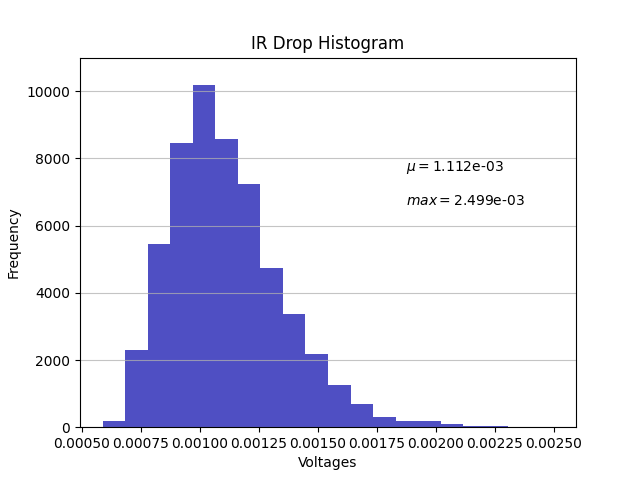 IR Drop Histogram
10000
8000
6000
4000
2000
0
Frequency
μ = 1.112e-03
max = 2.499e-03
0.00050 0.00075 0.00100 0.00125 0.00150 0.00175 0.00200 0.00225 0.00250
Voltages